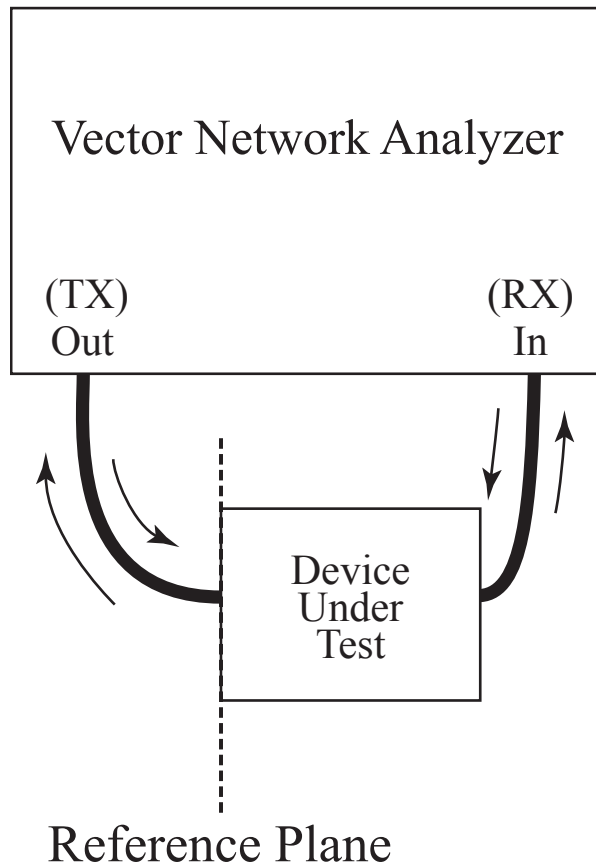 Vector Network Analyzer
(TX)
Out
(RX)
In
Device
Under
Test
Reference Plane